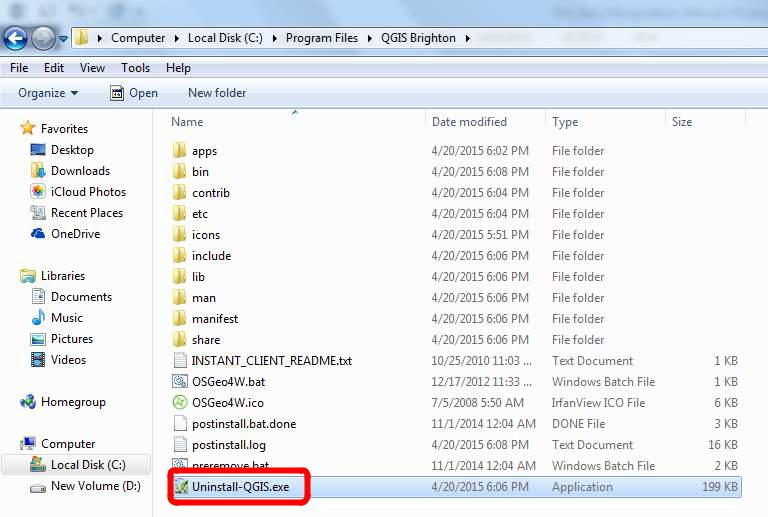 Computer Local Disk (C:) Program Files QGIS Brighton
File Edit View Tools Help
Organize Open New folder
Favorites
Desktop
Downloads
iCloud Photos
Recent Places
OneDrive
Libraries
Documents
Music
Pictures
Videos
Homegroup
Computer
Local Disk (C:)
New Volume (D:)
Name Date modified Type Size
apps 4/20/2015 6:02 PM File folder
bin 4/20/2015 6:08 PM File folder
contrib 4/20/2015 6:04 PM File folder
etc 4/20/2015 6:04 PM File folder
icons 4/20/2015 5:51 PM File folder
include 4/20/2015 6:06 PM File folder
lib 4/20/2015 6:06 PM File folder
man 4/20/2015 6:06 PM File folder
manifest 4/20/2015 6:06 PM File folder
share 4/20/2015 6:06 PM File folder
INSTANT_CLIENT_README.txt 10/25/2010 11:03 ... Text Document 1 KB
OSGeo4W.bat 12/17/2012 11:33 ... Windows Batch File 1 KB
OSGeo4W.ico 7/5/2008 5:50 AM IrfanView ICO File 6 KB
postinstall.bat.done 11/1/2014 12:04 AM DONE File 3 KB
postinstall.log 4/20/2015 6:08 PM Text Document 16 KB
preremove.bat 11/1/2014 12:04 AM Windows Batch File 1 KB
Uninstall-QGIS.exe 4/20/2015 6:06 PM Application 199 KB